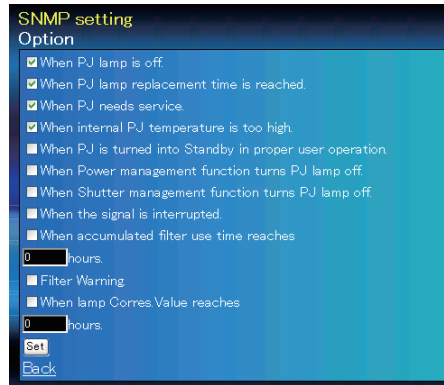 SNMP setting
Option
When PJ lamp is off.
When PJ lamp replacement time is reached.
When PJ needs service.
When internal PJ temperature is too high.
When PJ is turned into Standby in proper user operation.
When Power management function turns PJ lamp off.
When Shutter management function turns PJ lamp off.
When the signal is interrupted.
When accumulated filter use time reaches
0 hours.
Filter Warning
When lamp Corres.Value reaches
0 hours.
Set
Back